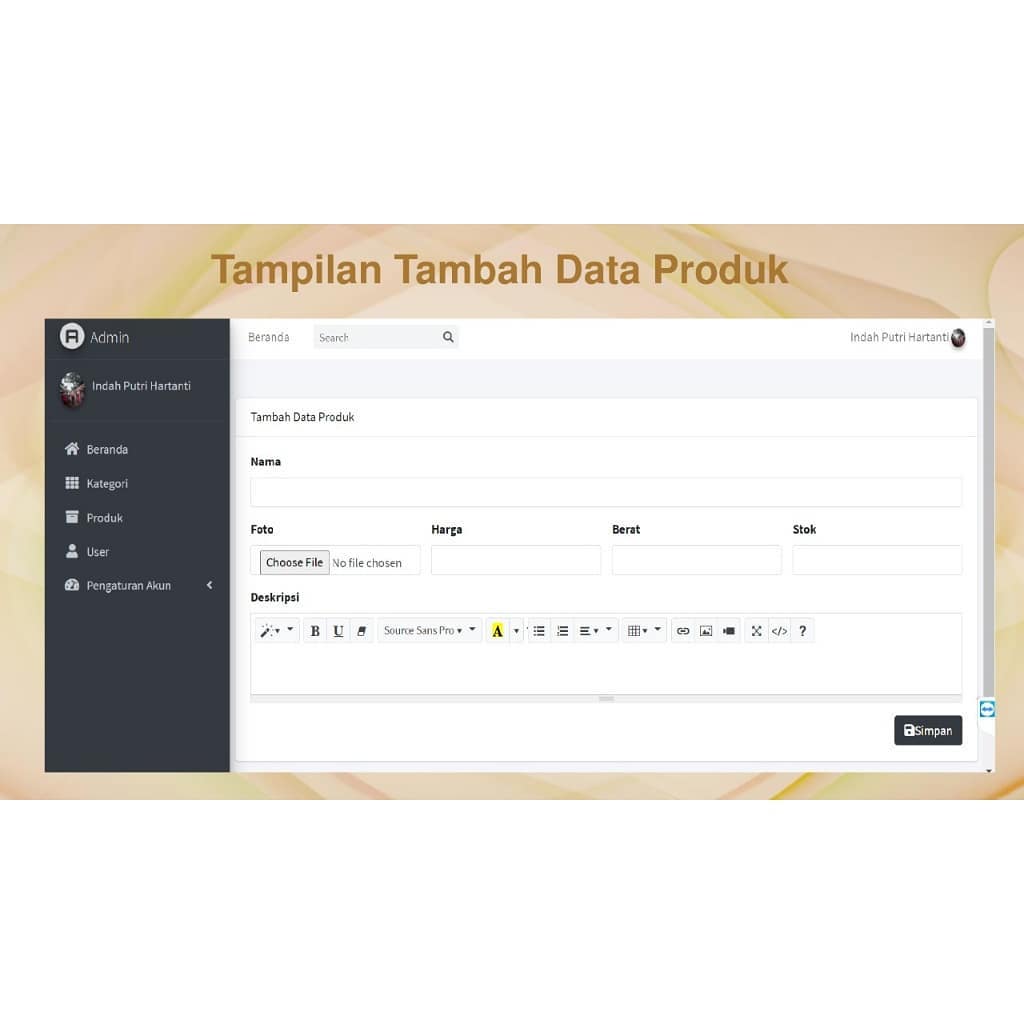 Tampilan Tambah Data Produk
Admin
Beranda
Search
Indah Putri Hartanti
Indah Putri Hartanti
Beranda
Kategori
Produk
User
Pengaturan Akun
Tambah Data Produk
Nama
Foto Harga Berat Stok
Choose File No file chosen
Deskripsi
B U Source Sans Pro A </> ?
Simpan